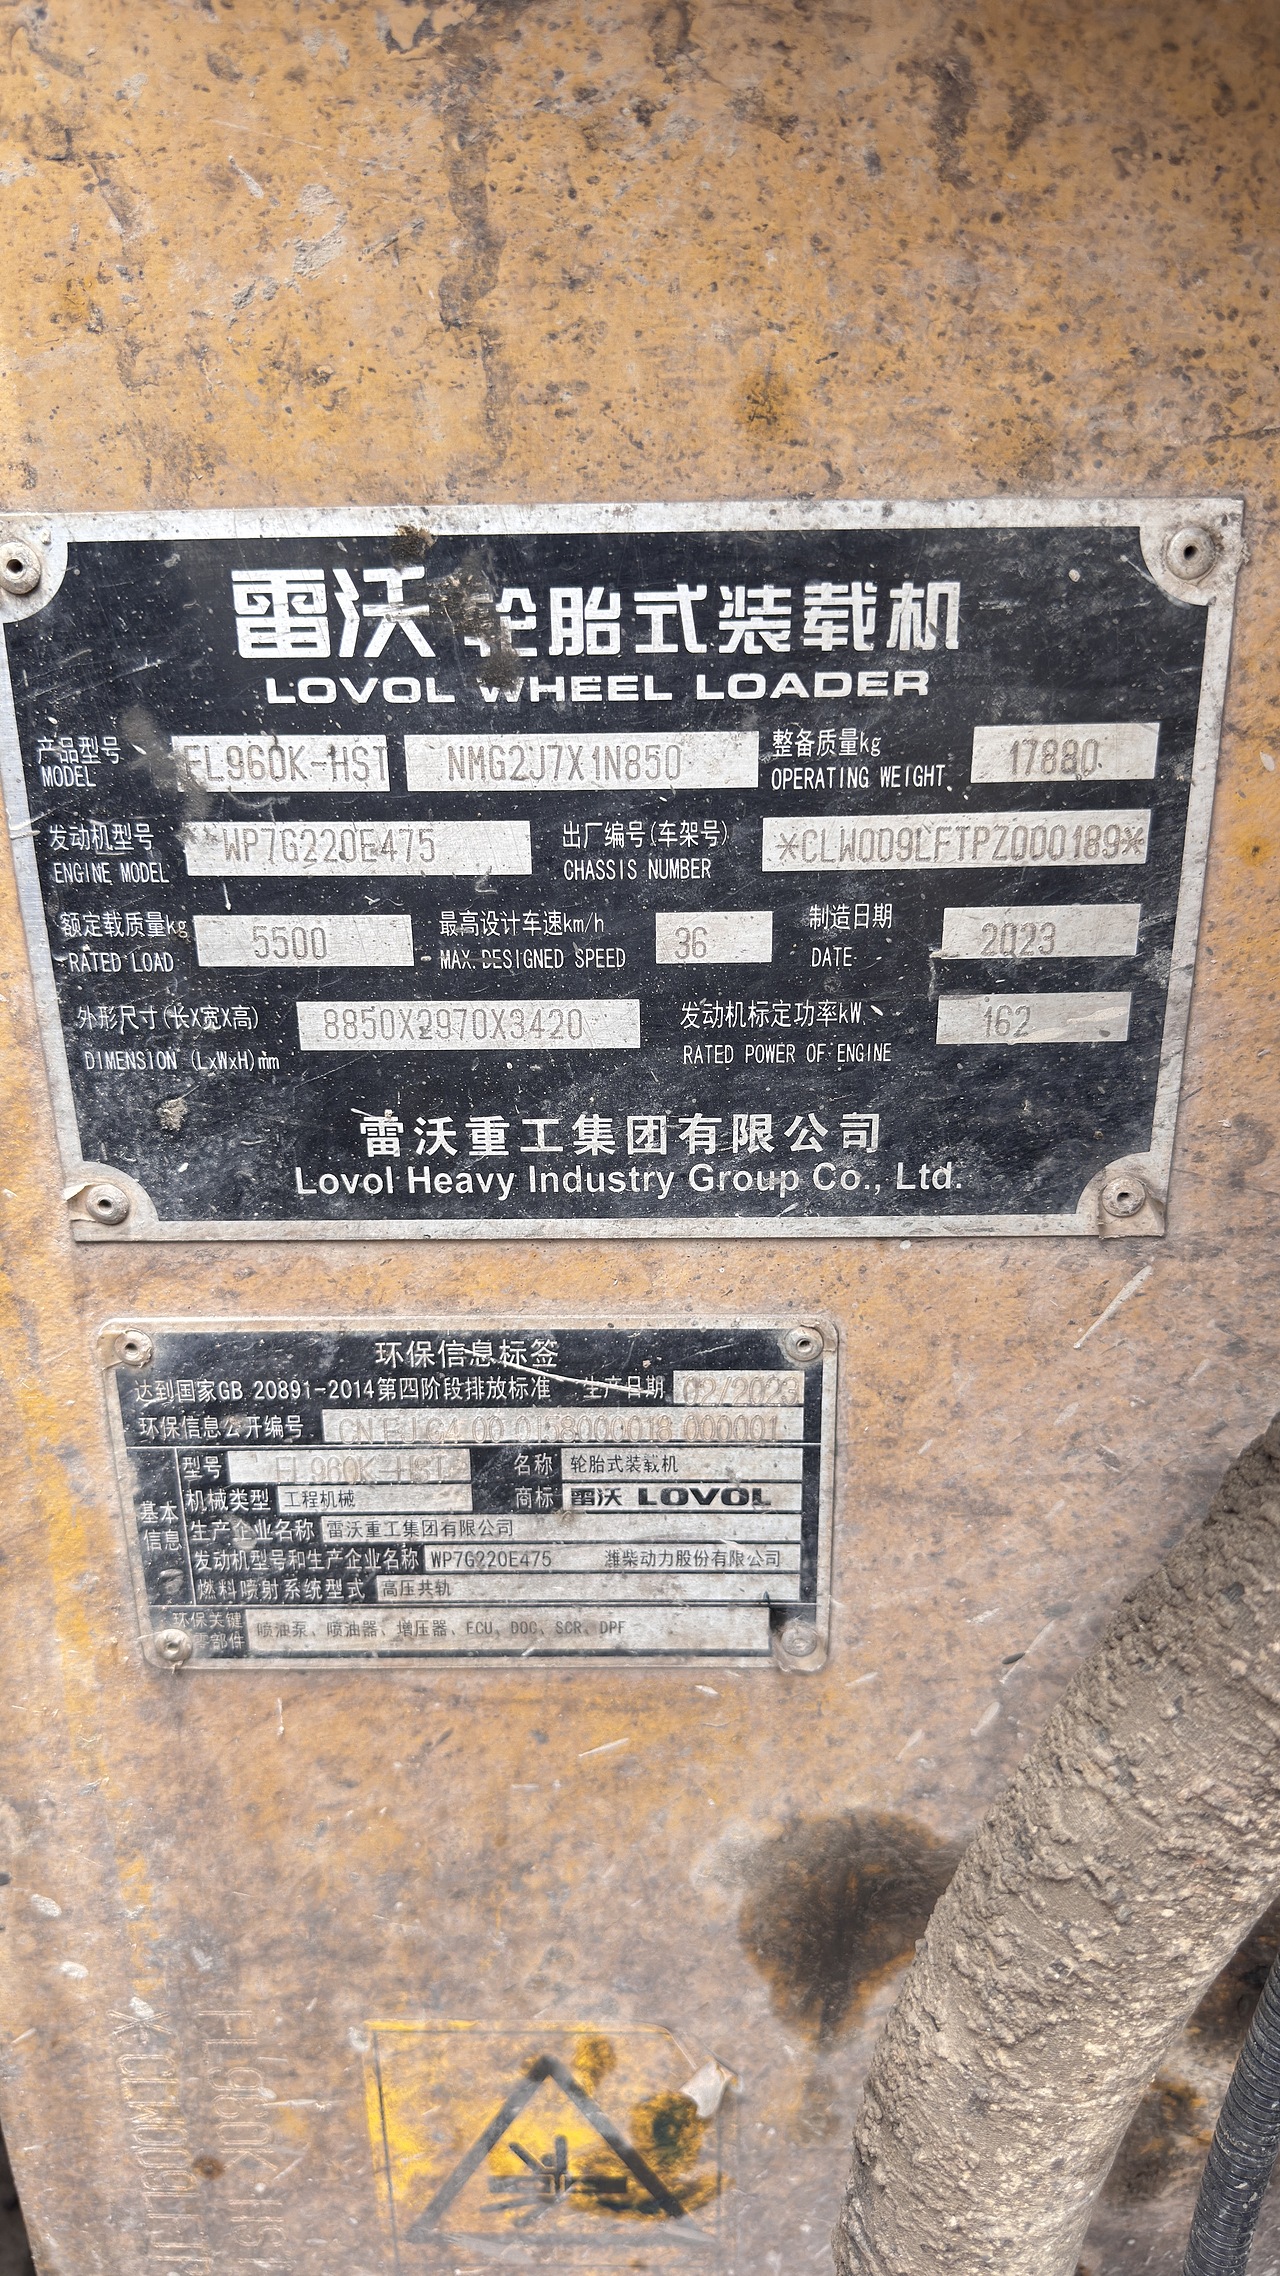 雷沃 轮胎式装载机
LOVOL WHEEL LOADER
产品型号 FL960K-HST NMG2J7X1N850 整备质量kg 17880
MODEL OPERATING WEIGHT
发动机型号 WP7G220E475 出厂编号(车架号) *CLW009LFTPZ000189*
ENGINE MODEL CHASSIS NUMBER
额定载质量kg 5500 最高设计车速km/h 36 制造日期 2023
RATED LOAD MAX.DESIGNED SPEED DATE
外形尺寸(长X宽X高) 8850X2970X3420 发动机标定功率kW 162
DIMENSION (LxWxH)mm RATED POWER OF ENGINE
雷沃重工集团有限公司
Lovol Heavy Industry Group Co., Ltd.
环保信息标签
达到国家GB 20891-2014第四阶段排放标准 生产日期 02/2023
环保信息公开编号 CN FJ G4 00 0158000018 000001
基本信息
型号 FL960K-HST 名称 轮胎式装载机
机械类型 工程机械 商标 雷沃 LOVOL
生产企业名称 雷沃重工集团有限公司
发动机型号和生产企业名称 WP7G220E475 潍柴动力股份有限公司
燃料喷射系统型式 高压共轨
环保关键零部件 喷油泵、喷油器、增压器、ECU、DOC、SCR、DPF
FL960K-HST